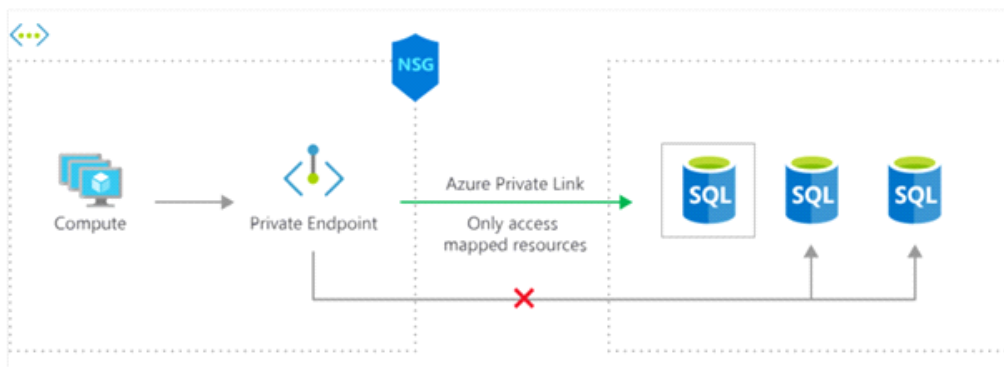 NSG
Compute
Private Endpoint
Azure Private Link
Only access
mapped resources
SQL
SQL
SQL